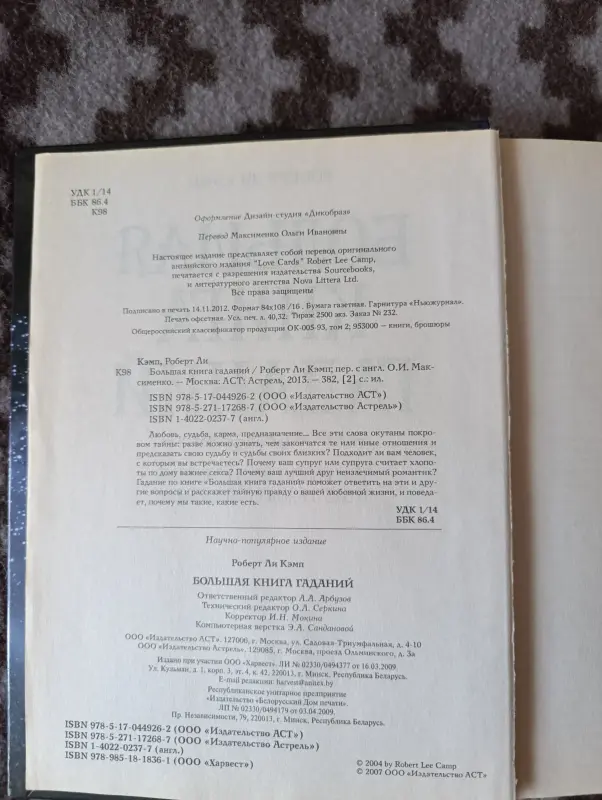 УДК 1/14
ББК 86.4
К98
Оформление Дизайн-студия «Дикобраз»
Перевод Максименко Ольги Ивановны
Настоящее издание представляет собой перевод оригинального
английского издания "Love Cards" Robert Lee Camp,
печатается с разрешения издательства Sourcebooks,
и литературного агентства Nova Littera Ltd.
Все права защищены
Подписано в печать 14.11.2012. Формат 84х108 /16 . Бумага газетная. Гарнитура «Ньюжурнал».
Печать офсетная. Усл. печ. л. 40,32. Тираж 2500 экз. Заказ № 232.
Общероссийский классификатор продукции ОК-005-93, том 2; 953000 — книги, брошюры
Кэмп, Роберт Ли
К98 Большая книга гаданий / Роберт Ли Кэмп; пер. с англ. О.И. Мак-
сименко. — Москва: АСТ: Астрель, 2013. — 382, [2] с.: ил.
ISBN 978-5-17-044926-2 (ООО «Издательство АСТ»)
ISBN 978-5-271-17268-7 (ООО «Издательство Астрель»)
ISBN 1-4022-0237-7 (англ.)
Любовь, судьба, карма, предназначение... Все эти слова окутаны покро-
вом тайны: разве можно узнать, чем закончатся те или иные отношения и
предсказать свою судьбу и судьбы своих близких? Подходит ли вам человек,
с которым вы встречаетесь? Почему ваш супруг или супруга считает хлопо-
ты по дому важнее секса? Почему ваш лучший друг неизлечимый романтик?
Гадание по книге «Большая книга гаданий» поможет ответить на эти и дру-
гие вопросы и расскажет тайную правду о вашей любовной жизни, и поведа-
ет, почему мы такие, какие есть.
УДК 1/14
ББК 86.4
Научно-популярное издание
Роберт Ли Кэмп
БОЛЬШАЯ КНИГА ГАДАНИЙ
Ответственный редактор А.А. Арбузов
Технический редактор О.Л. Серкина
Корректор И.Н. Мокина
Компьютерная верстка Э.А. Сандановой
ООО «Издательство АСТ». 127000, г. Москва, ул. Садовая-Триумфальная, д. 4-10
ООО «Издательство Астрель», 129085, г. Москва, проезд Ольминского, д. 3а
Издано при участии ООО «Харвест». ЛИ № 02330/0494377 от 16.03.2009.
Ул. Кульман, д. 1, корп. 3, эт. 4, к. 42, 220013, г. Минск, Республика Беларусь.
E-mail редакции: harvest@anitex.by
Республиканское унитарное предприятие
«Издательство «Белорусский Дом печати».
ЛП № 02330/0494179 от 03.04.2009.
Пр. Независимости, 79, 220013, г. Минск, Республика Беларусь.
ISBN 978-5-17-044926-2 (ООО «Издательство АСТ»)
ISBN 978-5-271-17268-7 (ООО «Издательство Астрель»)
ISBN 1-4022-0237-7 (англ.)
ISBN 978-985-18-1836-1 (ООО «Харвест»)
© 2004 by Robert Lee Camp
© 2007 ООО «Издательство АСТ»